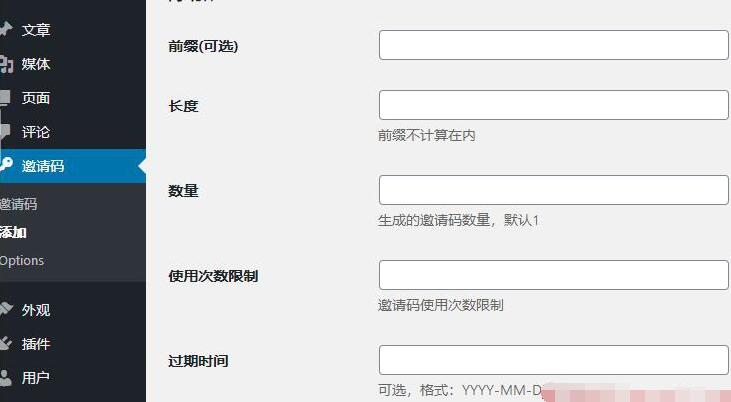 文章
媒体
页面
评论
邀请码
邀请码
添加
Options
外观
插件
用户
前缀(可选)
长度
前缀不计算在内
数量
生成的邀请码数量，默认1
使用次数限制
邀请码使用次数限制
过期时间
可选，格式：YYYY-MM-D